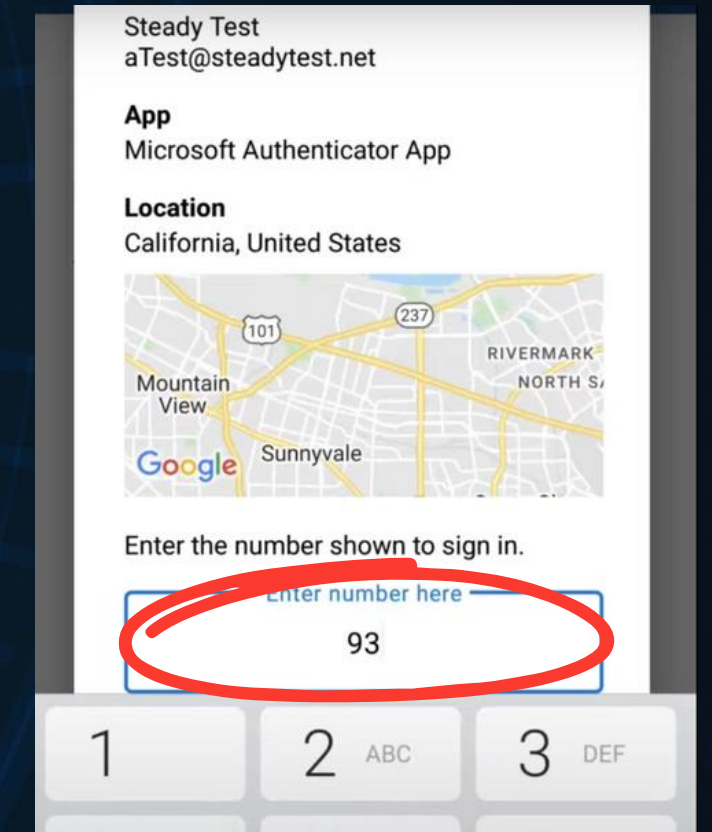 Steady Test
aTest@steadytest.net
App
Microsoft Authenticator App
Location
California, United States
237
101
RIVERMARK
Mountain
View
NORTH
Sunnyvale
Google
Enter the number shown to sign in.
Enter number here
93
1
2 ABC
3 DEF